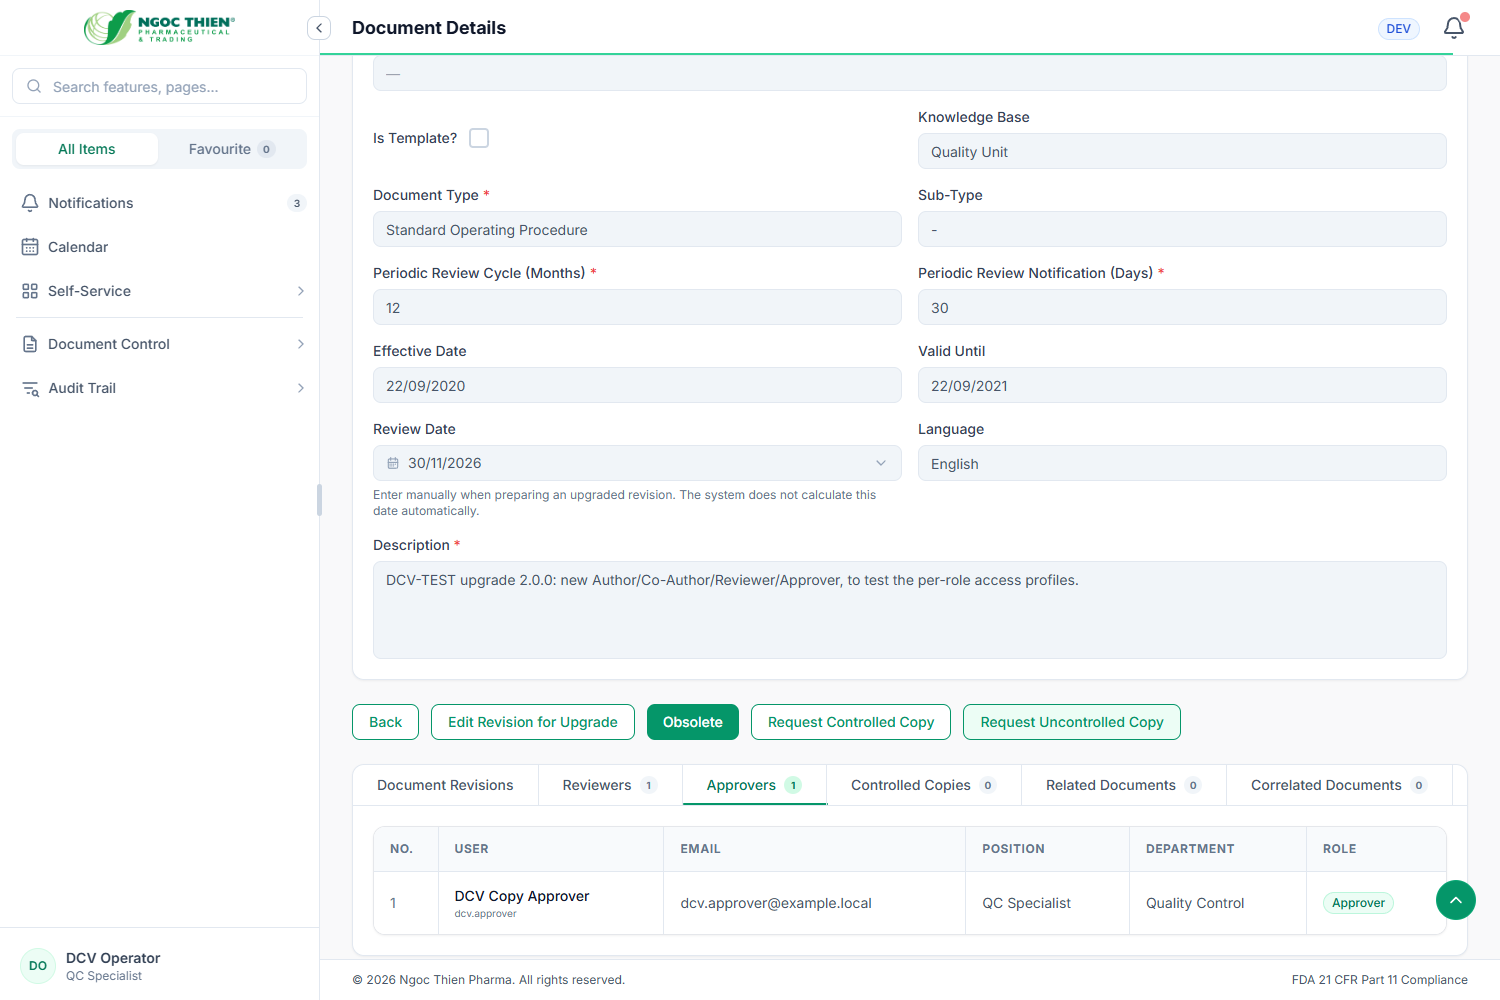 NGOC THIEN®
PHARMACEUTICAL
& TRADING
Document Details
DEV
Search features, pages...
All Items
Favourite 0
Notifications 3
Calendar
Self-Service
Document Control
Audit Trail
DO
DCV Operator
QC Specialist
—
Is Template?
Knowledge Base
Quality Unit
Document Type *
Standard Operating Procedure
Sub-Type
-
Periodic Review Cycle (Months) *
12
Periodic Review Notification (Days) *
30
Effective Date
22/09/2020
Valid Until
22/09/2021
Review Date
30/11/2026
Enter manually when preparing an upgraded revision. The system does not calculate this
date automatically.
Language
English
Description *
DCV-TEST upgrade 2.0.0: new Author/Co-Author/Reviewer/Approver, to test the per-role access profiles.
Back
Edit Revision for Upgrade
Obsolete
Request Controlled Copy
Request Uncontrolled Copy
Document Revisions
Reviewers 1
Approvers 1
Controlled Copies 0
Related Documents 0
Correlated Documents 0
NO. USER EMAIL POSITION DEPARTMENT ROLE
1 DCV Copy Approver dcv.approver@example.local QC Specialist Quality Control Approver
dcv.approver
© 2026 Ngoc Thien Pharma. All rights reserved.
FDA 21 CFR Part 11 Compliance